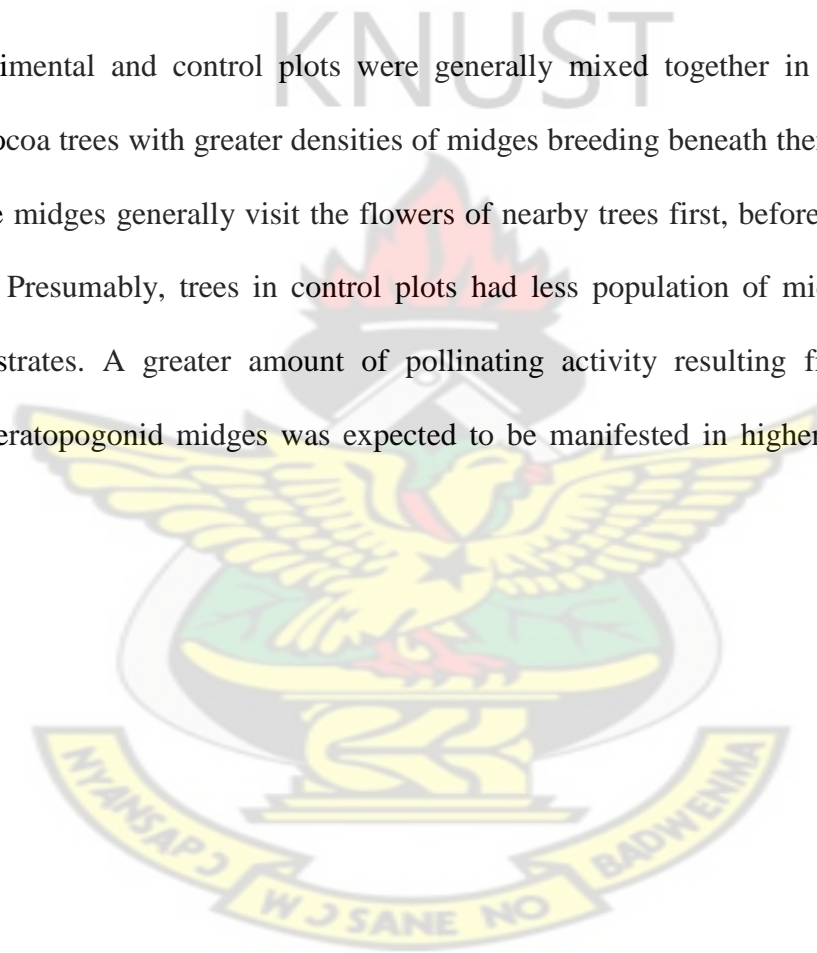 KNUST
imental and control plots were generally mixed together in
ocoa trees with greater densities of midges breeding beneath the
e midges generally visit the flowers of nearby trees first, before
Presumably, trees in control plots had less population of mi
strates. A greater amount of pollinating activity resulting f
eratopogonid midges was expected to be manifested in higher
NYANSAPƆ WƆ SANE NO BADWENMA